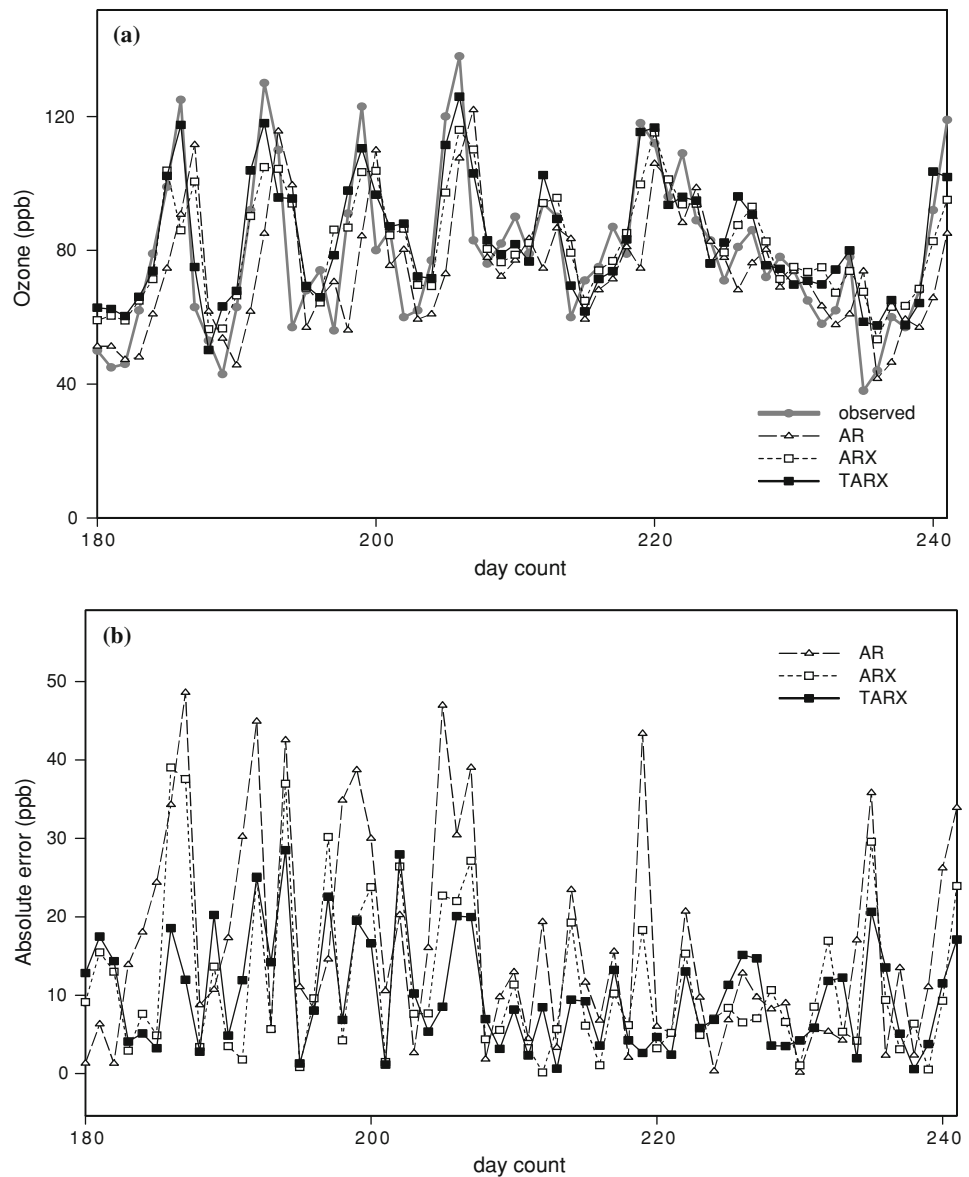 (a)
120
80
40
0
Ozone (ppb)
observed
AR
ARX
TARX
180 200 220 240
day count
(b)
AR
ARX
TARX
50
40
30
20
10
0
Absolute error (ppb)
180 200 220 240
day count